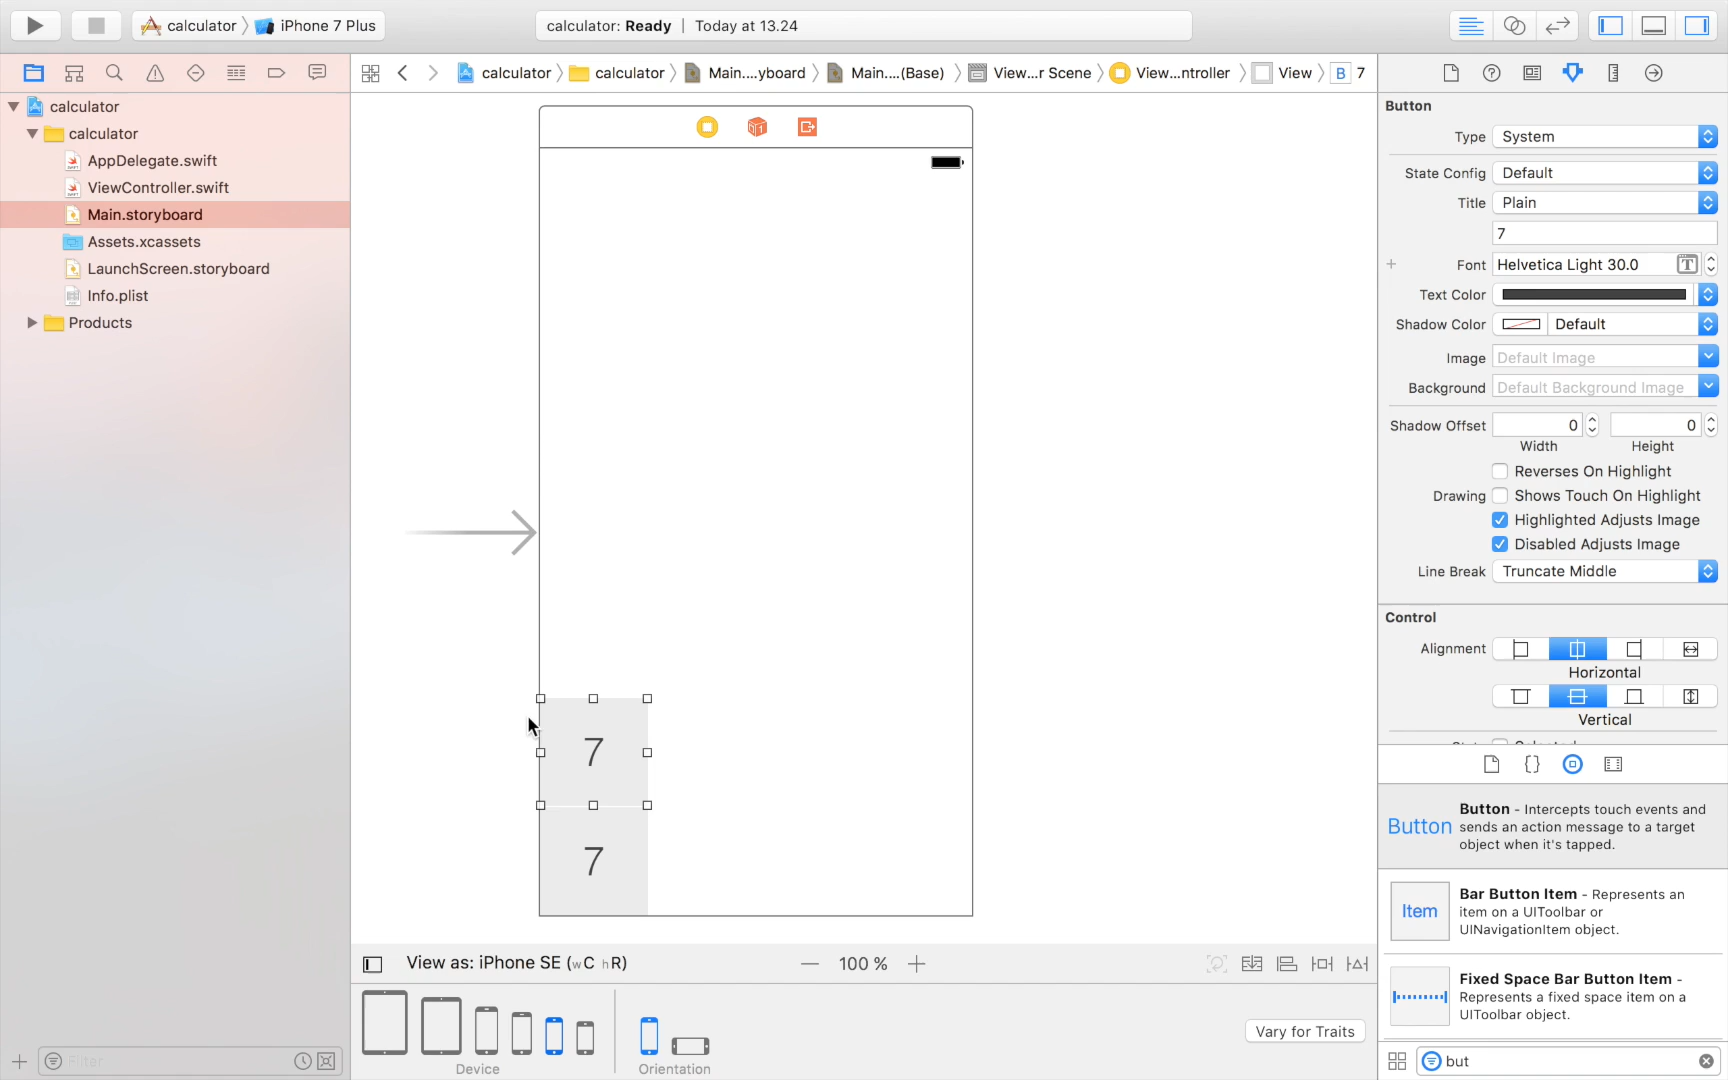 calculator
iPhone 7 Plus
calculator: Ready | Today at 13.24
calculator
calculator
Main....yboard
Main....(Base)
View...r Scene
View...ntroller
View
B 7
calculator
calculator
AppDelegate.swift
ViewController.swift
Main.storyboard
Assets.xcassets
LaunchScreen.storyboard
Info.plist
Products
Filter
7
7
View as: iPhone SE (wC hR)
100 %
Device
Orientation
Vary for Traits
Button
Type System
State Config Default
Title Plain
7
Font Helvetica Light 30.0
Text Color
Shadow Color Default
Image Default Image
Background Default Background Image
Shadow Offset 0 0
Width Height
Reverses On Highlight
Drawing Shows Touch On Highlight
Highlighted Adjusts Image
Disabled Adjusts Image
Line Break Truncate Middle
Control
Alignment
Horizontal
Vertical
Button
Button - Intercepts touch events and
sends an action message to a target
object when it's tapped.
Item
Bar Button Item - Represents an
item on a UIToolbar or
UINavigationItem object.
Fixed Space Bar Button Item -
Represents a fixed space item on a
UIToolbar object.
but